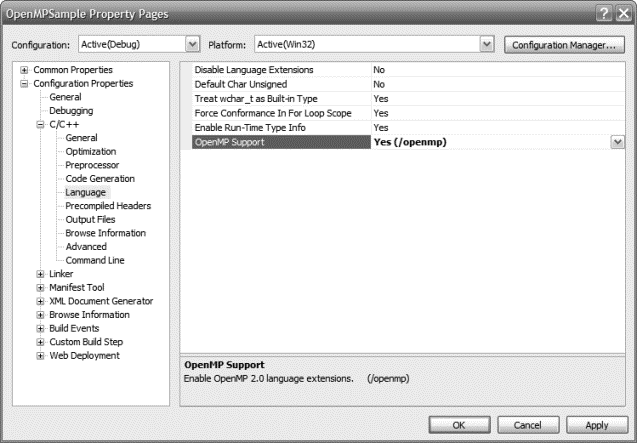 OpenMPSample Property Pages
Configuration: Active(Debug) Platform: Active(Win32) Configuration Manager...
Common Properties
Configuration Properties
General
Debugging
C/C++
General
Optimization
Preprocessor
Code Generation
Language
Precompiled Headers
Output Files
Browse Information
Advanced
Command Line
Linker
Manifest Tool
XML Document Generator
Browse Information
Build Events
Custom Build Step
Web Deployment
Disable Language Extensions No
Default Char Unsigned No
Treat wchar_t as Built-in Type Yes
Force Conformance In For Loop Scope Yes
Enable Run-Time Type Info Yes
OpenMP Support Yes (/openmp)
OpenMP Support
Enable OpenMP 2.0 language extensions. (/openmp)
OK Cancel Apply